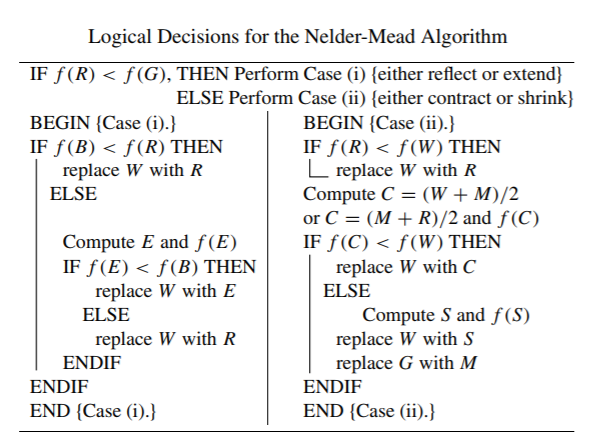 Logical Decisions for the Nelder-Mead Algorithm
IF f(R) < f(G), THEN Perform Case (i) {either reflect or extend}
ELSE Perform Case (ii) {either contract or shrink}
BEGIN {Case (i).}
IF f(B) < f(R) THEN
replace W with R
ELSE
Compute E and f(E)
IF f(E) < f(B) THEN
replace W with E
ELSE
replace W with R
ENDIF
ENDIF
END {Case (i).}
BEGIN {Case (ii).}
IF f(R) < f(W) THEN
replace W with R
Compute C = (W + M)/2
or C = (M + R)/2 and f(C)
IF f(C) < f(W) THEN
replace W with C
ELSE
Compute S and f(S)
replace W with S
replace G with M
ENDIF
END {Case (ii).}